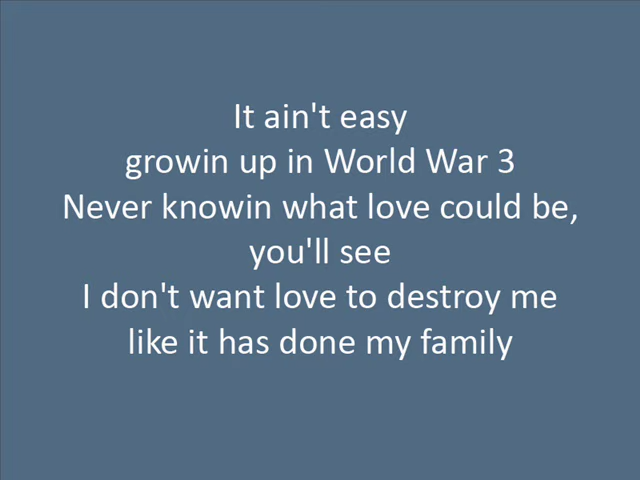 It ain't easy
growin up in World War 3
Never knowin what love could be,
you'll see
I don't want love to destroy me
like it has done my family